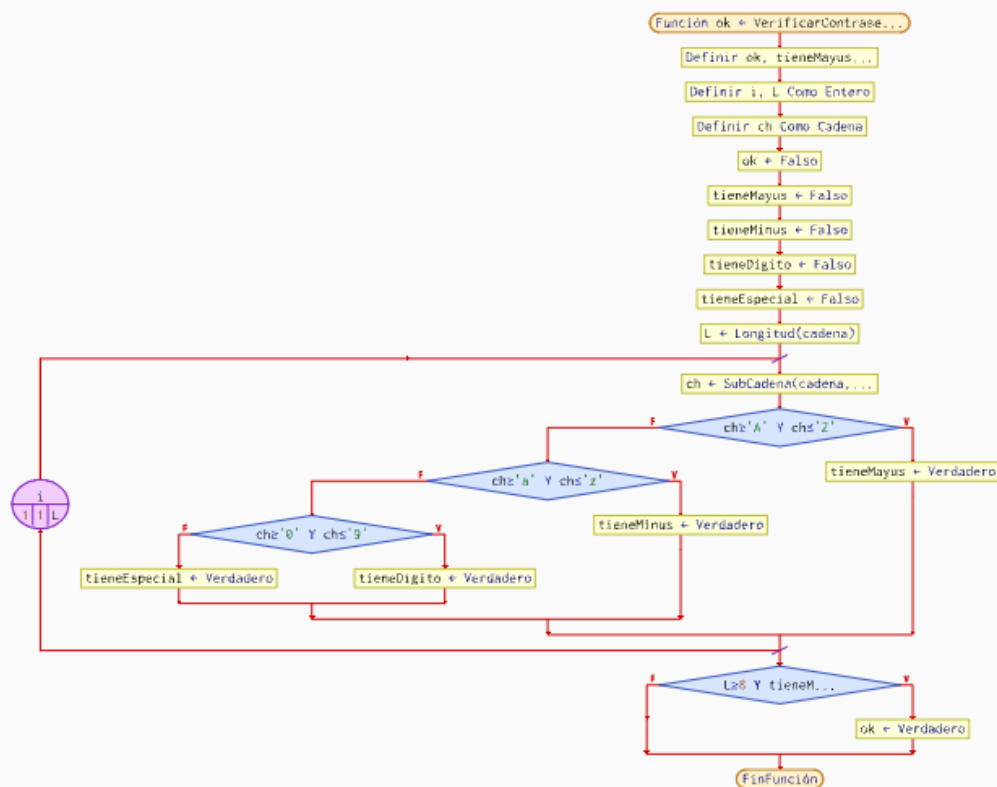 Función ok ← VerificarContrase...
Definir ok, tieneMayus...
Definir i, L Como Entero
Definir ch Como Cadena
ok ← Falso
tieneMayus ← Falso
tieneMinus ← Falso
tieneDigito ← Falso
tieneEspecial ← Falso
L ← Longitud(cadena)
ch ← SubCadena(cadena,...
F
ch≥'A' Y ch≤'Z'
V
tieneMayus ← Verdadero
F
ch≥'a' Y ch≤'z'
V
i
1 1 L
tieneMinus ← Verdadero
F
ch≥'0' Y ch≤'9'
V
tieneEspecial ← Verdadero
tieneDigito ← Verdadero
F
L≥8 Y tieneM...
V
ok ← Verdadero
FinFunción